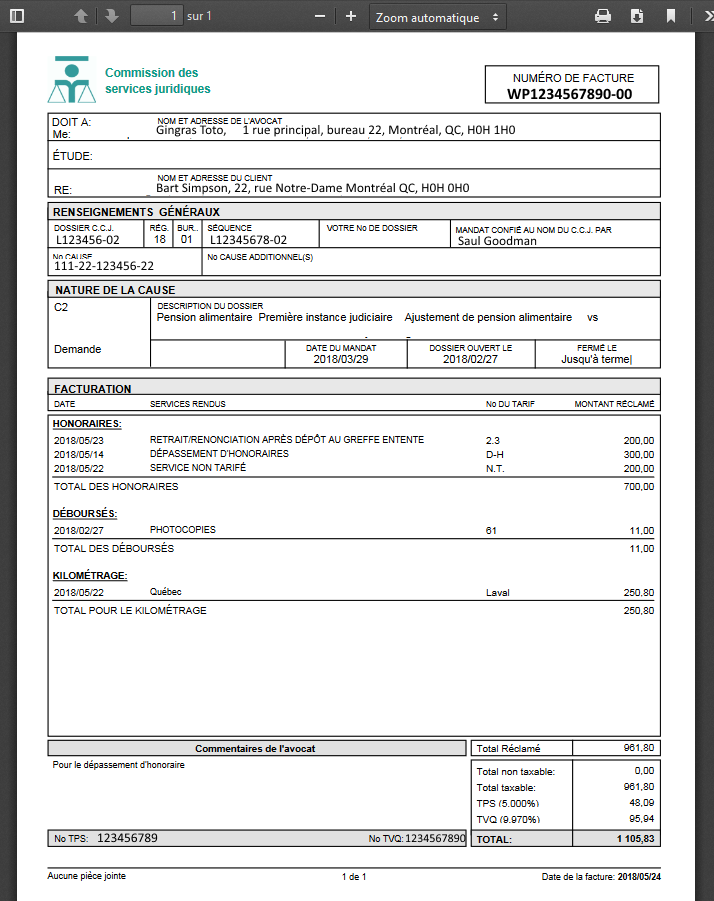 1 sur 1 Zoom automatique
Commission des
services juridiques
NUMÉRO DE FACTURE
WP1234567890-00
DOIT A:
NOM ET ADRESSE DE L'AVOCAT
Me: Gingras Toto, 1 rue principal, bureau 22, Montréal, QC, H0H 1H0
ÉTUDE:
NOM ET ADRESSE DU CLIENT
RE: Bart Simpson, 22, rue Notre-Dame Montréal QC, H0H 0H0
RENSEIGNEMENTS GÉNÉRAUX
DOSSIER C.C.J. RÉG. BUR.. SÉQUENCE VOTRE No DE DOSSIER MANDAT CONFIÉ AU NOM DU C.C.J. PAR
L123456-02 18 01 L12345678-02 Saul Goodman
No CAUSE No CAUSE ADDITIONNEL(S)
111-22-123456-22
NATURE DE LA CAUSE
C2 DESCRIPTION DU DOSSIER
Pension alimentaire Première instance judiciaire Ajustement de pension alimentaire vs
Demande DATE DU MANDAT DOSSIER OUVERT LE FERMÉ LE
2018/03/29 2018/02/27 Jusqu'à terme
FACTURATION
DATE SERVICES RENDUS No DU TARIF MONTANT RÉCLAMÉ
HONORAIRES:
2018/05/23 RETRAIT/RENONCIATION APRÈS DÉPÔT AU GREFFE ENTENTE 2.3 200,00
2018/05/14 DÉPASSEMENT D'HONORAIRES D-H 300,00
2018/05/22 SERVICE NON TARIFÉ N.T. 200,00
TOTAL DES HONORAIRES 700,00
DÉBOURSÉS:
2018/02/27 PHOTOCOPIES 61 11,00
TOTAL DES DÉBOURSÉS 11,00
KILOMÉTRAGE:
2018/05/22 Québec Laval 250,80
TOTAL POUR LE KILOMÉTRAGE 250,80
Commentaires de l'avocat Total Réclamé 961,80
Pour le dépassement d'honoraire
Total non taxable: 0,00
Total taxable: 961,80
TPS (5.000%) 48,09
TVQ (9.970%) 95,94
No TPS: 123456789 No TVQ: 1234567890 TOTAL: 1 105,83
Aucune pièce jointe 1 de 1 Date de la facture: 2018/05/24